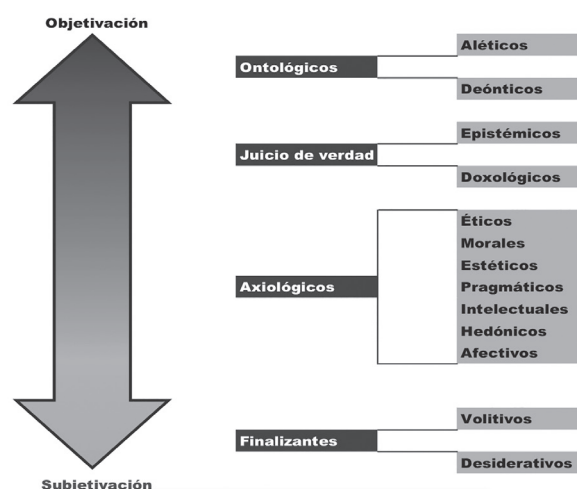 Objetivación
Ontológicos
Aléticos
Deónticos
Juicio de verdad
Epistémicos
Doxológicos
Axiológicos
Éticos
Morales
Estéticos
Pragmáticos
Intelectuales
Hedónicos
Afectivos
Finalizantes
Volitivos
Desiderativos
Subjetivación